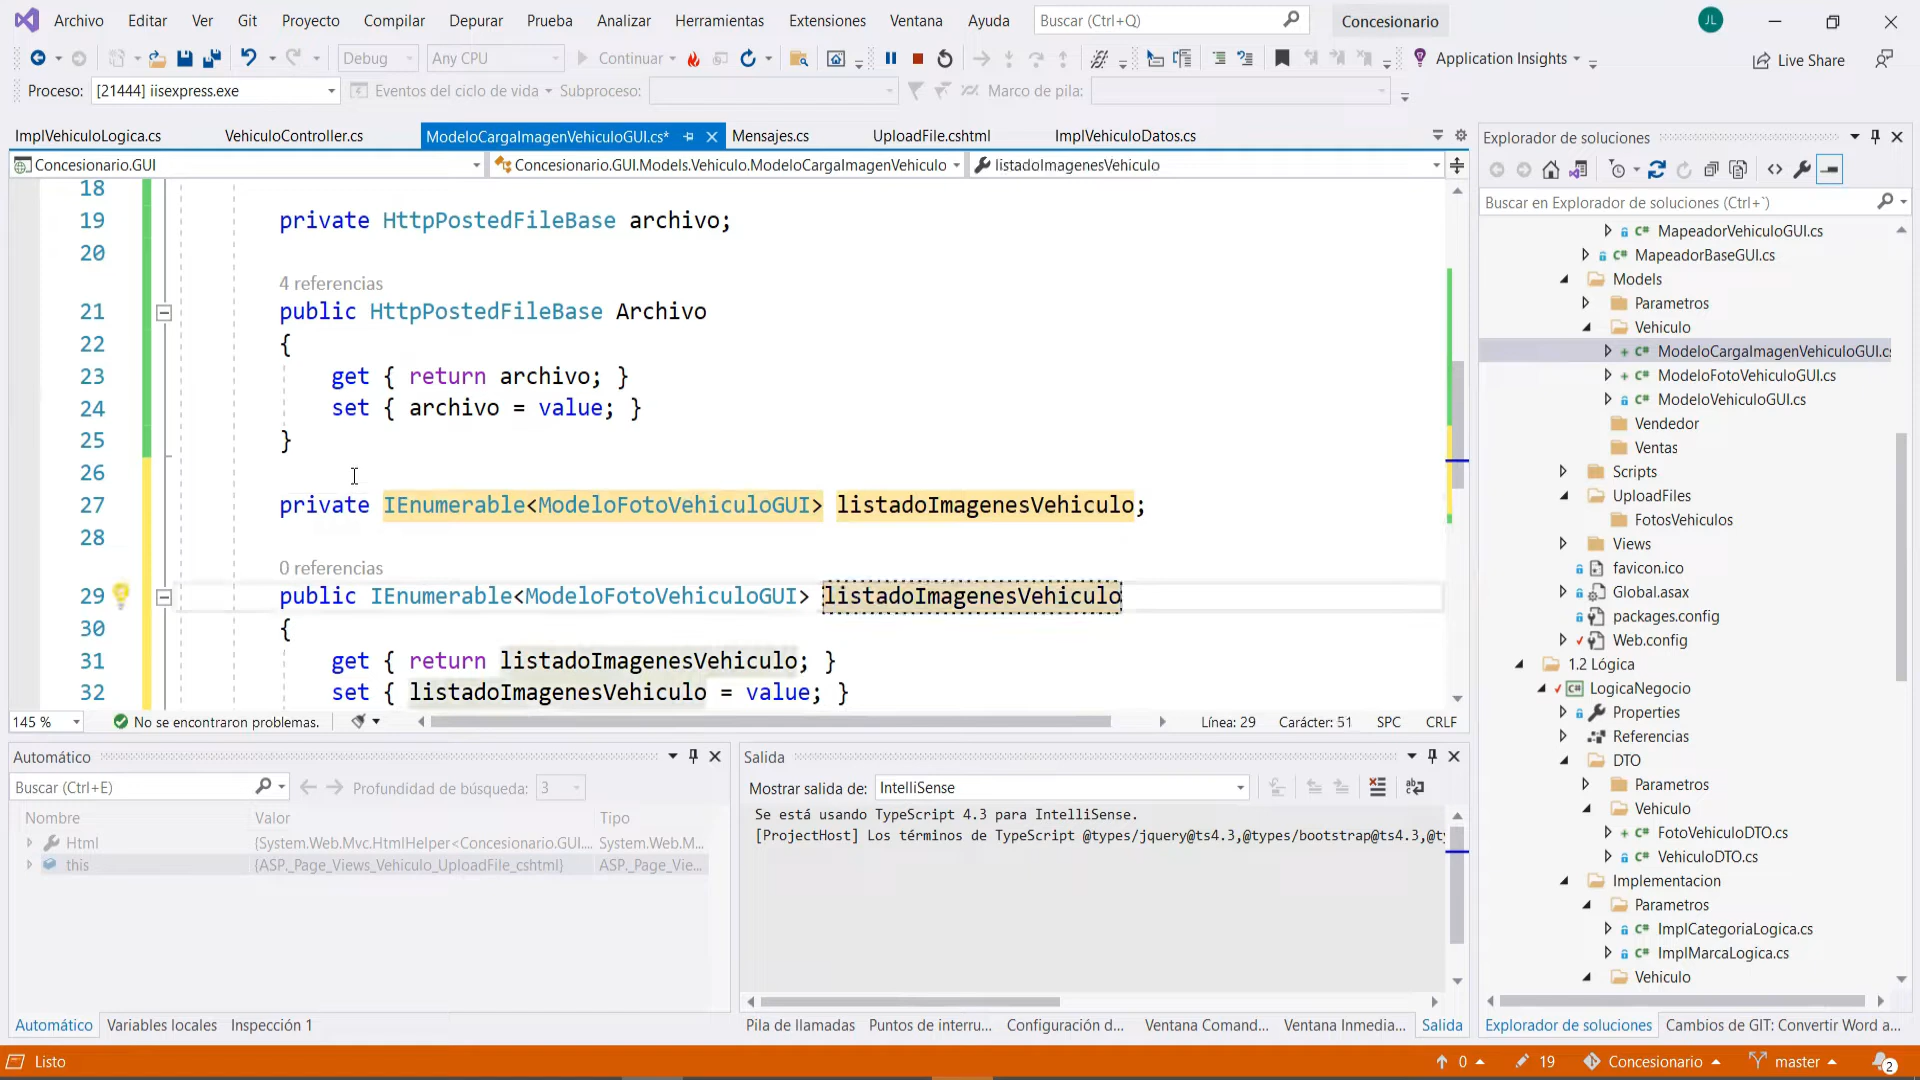 Archivo Editar Ver Git Proyecto Compilar Depurar Prueba Analizar Herramientas Extensiones Ventana Ayuda Buscar (Ctrl+Q) Concesionario JL
Debug Any CPU Continuar Application Insights Live Share
Proceso: [21444] iisexpress.exe Eventos del ciclo de vida Subproceso: Marco de pila:
ImplVehiculoLogica.cs VehiculoController.cs ModeloCargaImagenVehiculoGUI.cs* Mensajes.cs UploadFile.cshtml ImplVehiculoDatos.cs
Concesionario.GUI Concesionario.GUI.Models.Vehiculo.ModeloCargaImagenVehiculo listadoImagenesVehiculo
18
19 private HttpPostedFileBase archivo;
20
4 referencias
21 public HttpPostedFileBase Archivo
22 {
23 get { return archivo; }
24 set { archivo = value; }
25 }
26
27 private IEnumerable<ModeloFotoVehiculoGUI> listadoImagenesVehiculo;
28
0 referencias
29 public IEnumerable<ModeloFotoVehiculoGUI> listadoImagenesVehiculo
30 {
31 get { return listadoImagenesVehiculo; }
32 set { listadoImagenesVehiculo = value; }
145 % No se encontraron problemas. Línea: 29 Carácter: 51 SPC CRLF
Automático
Buscar (Ctrl+E) Profundidad de búsqueda: 3
Nombre Valor Tipo
Html {System.Web.Mvc.HtmlHelper<Concesionario.GUI.... System.Web.M...
this {ASP._Page_Views_Vehiculo_UploadFile_cshtml} ASP._Page_Vie...
Automático Variables locales Inspección 1
Salida
Mostrar salida de: IntelliSense
Se está usando TypeScript 4.3 para IntelliSense.
[ProjectHost] Los términos de TypeScript @types/jquery@ts4.3,@types/bootstrap@ts4.3,@ty
Pila de llamadas Puntos de interru... Configuración d... Ventana Comand... Ventana Inmedia... Salida
Explorador de soluciones
Buscar en Explorador de soluciones (Ctrl+`)
C# MapeadorVehiculoGUI.cs
C# MapeadorBaseGUI.cs
Models
Parametros
Vehiculo
C# ModeloCargaImagenVehiculoGUI.cs
C# ModeloFotoVehiculoGUI.cs
C# ModeloVehiculoGUI.cs
Vendedor
Ventas
Scripts
UploadFiles
FotosVehiculos
Views
favicon.ico
Global.asax
packages.config
Web.config
1.2 Lógica
C# LogicaNegocio
Properties
Referencias
DTO
Parametros
Vehiculo
C# FotoVehiculoDTO.cs
C# VehiculoDTO.cs
Implementacion
Parametros
C# ImplCategoriaLogica.cs
C# ImplMarcaLogica.cs
Vehiculo
Explorador de soluciones Cambios de GIT: Convertir Word a...
Listo 0 19 Concesionario master 2